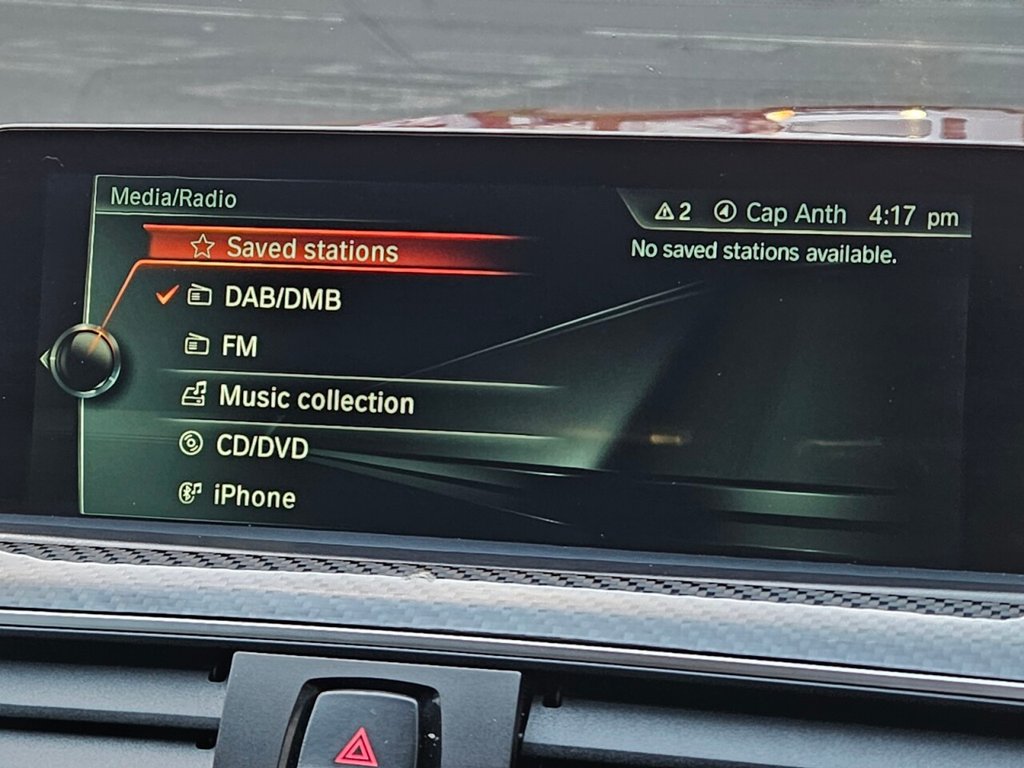 Media/Radio
2 Cap Anth 4:17 pm
Saved stations
No saved stations available.
DAB/DMB
FM
Music collection
CD/DVD
iPhone